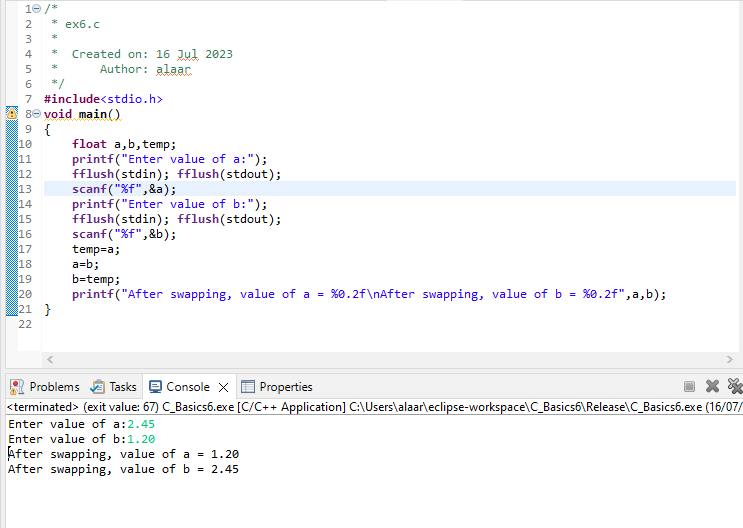 1 /*
2  * ex6.c
3  *
4  *  Created on: 16 Jul 2023
5  *      Author: alaar
6  */
7 #include<stdio.h>
8 void main()
9 {
10     float a,b,temp;
11     printf("Enter value of a:");
12     fflush(stdin); fflush(stdout);
13     scanf("%f",&a);
14     printf("Enter value of b:");
15     fflush(stdin); fflush(stdout);
16     scanf("%f",&b);
17     temp=a;
18     a=b;
19     b=temp;
20     printf("After swapping, value of a = %0.2f\nAfter swapping, value of b = %0.2f",a,b);
21 }
22
Problems Tasks Console Properties
<terminated> (exit value: 67) C_Basics6.exe [C/C++ Application] C:\Users\alaar\eclipse-workspace\C_Basics6\Release\C_Basics6.exe (16/07/
Enter value of a:2.45
Enter value of b:1.20
After swapping, value of a = 1.20
After swapping, value of b = 2.45